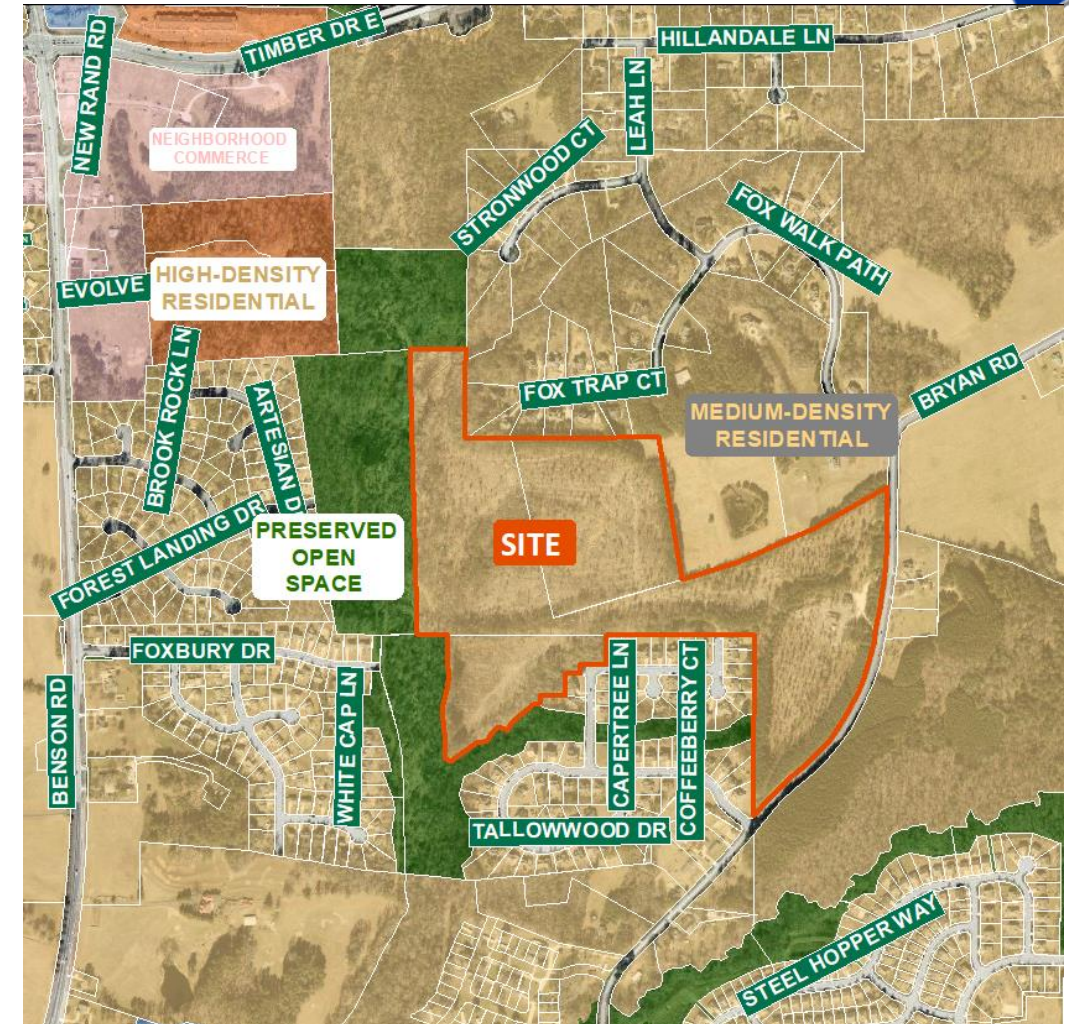 TIMBER DR E
HILLANDALE LN
NEW RAND RD
LEAH LN
NEIGHBORHOOD
COMMERCE
STRONWOOD CT
FOX WALK PATH
HIGH-DENSITY
RESIDENTIAL
EVOLVE
BROOK ROCK LN
ARTESIAN D
FOX TRAP CT
BRYAN RD
MEDIUM-DENSITY
RESIDENTIAL
FOREST LANDING DR
PRESERVED
OPEN
SPACE
SITE
FOXBURY DR
BENSON RD
WHITE CAP LN
CAPERTREE LN
COFFEEBERRY CT
TALLOWWOOD DR
STEEL HOPPER WAY